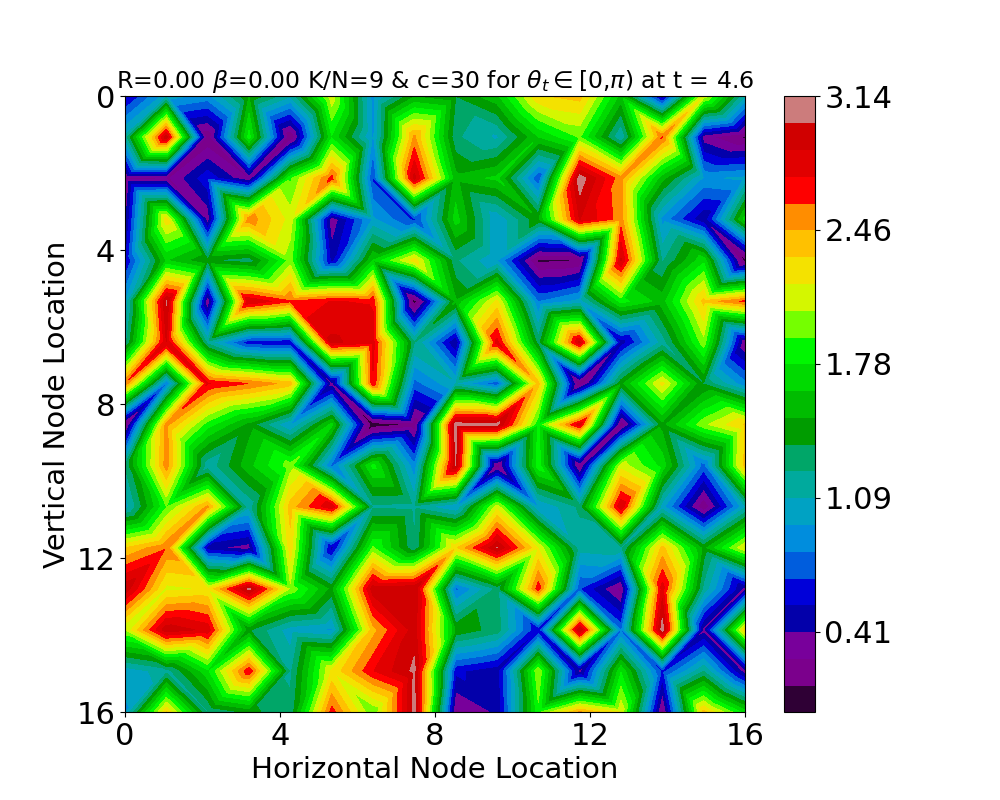 R=0.00 β=0.00 K/N=9 & c=30 for θₜ∈[0,π) at t = 4.6
0
4
8
12
16
0 4 8 12 16
Vertical Node Location
Horizontal Node Location
3.14
2.46
1.78
1.09
0.41